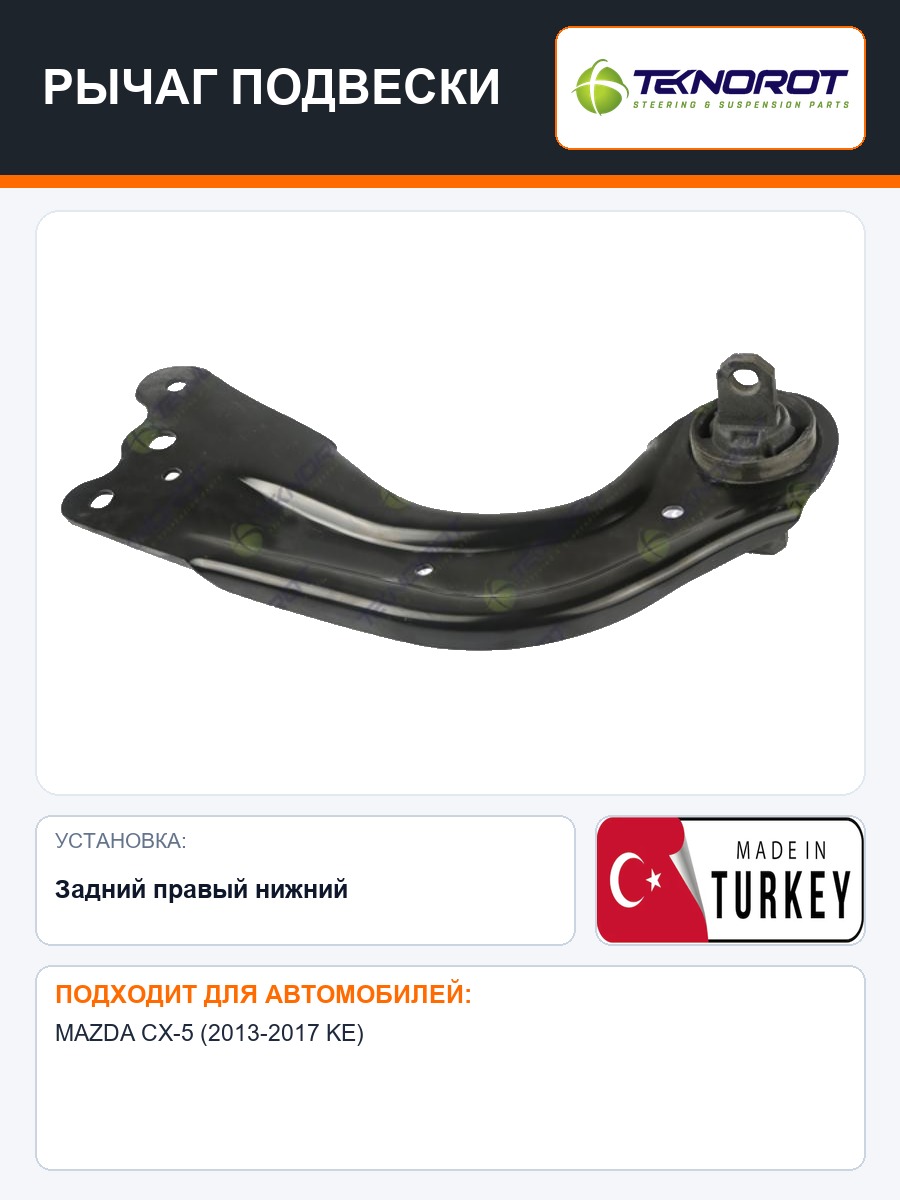 РЫЧАГ ПОДВЕСКИ
TEKNOROT
STEERING & SUSPENSION PARTS
УСТАНОВКА:
Задний правый нижний
MADE IN
TURKEY
ПОДХОДИТ ДЛЯ АВТОМОБИЛЕЙ:
MAZDA CX-5 (2013-2017 KE)